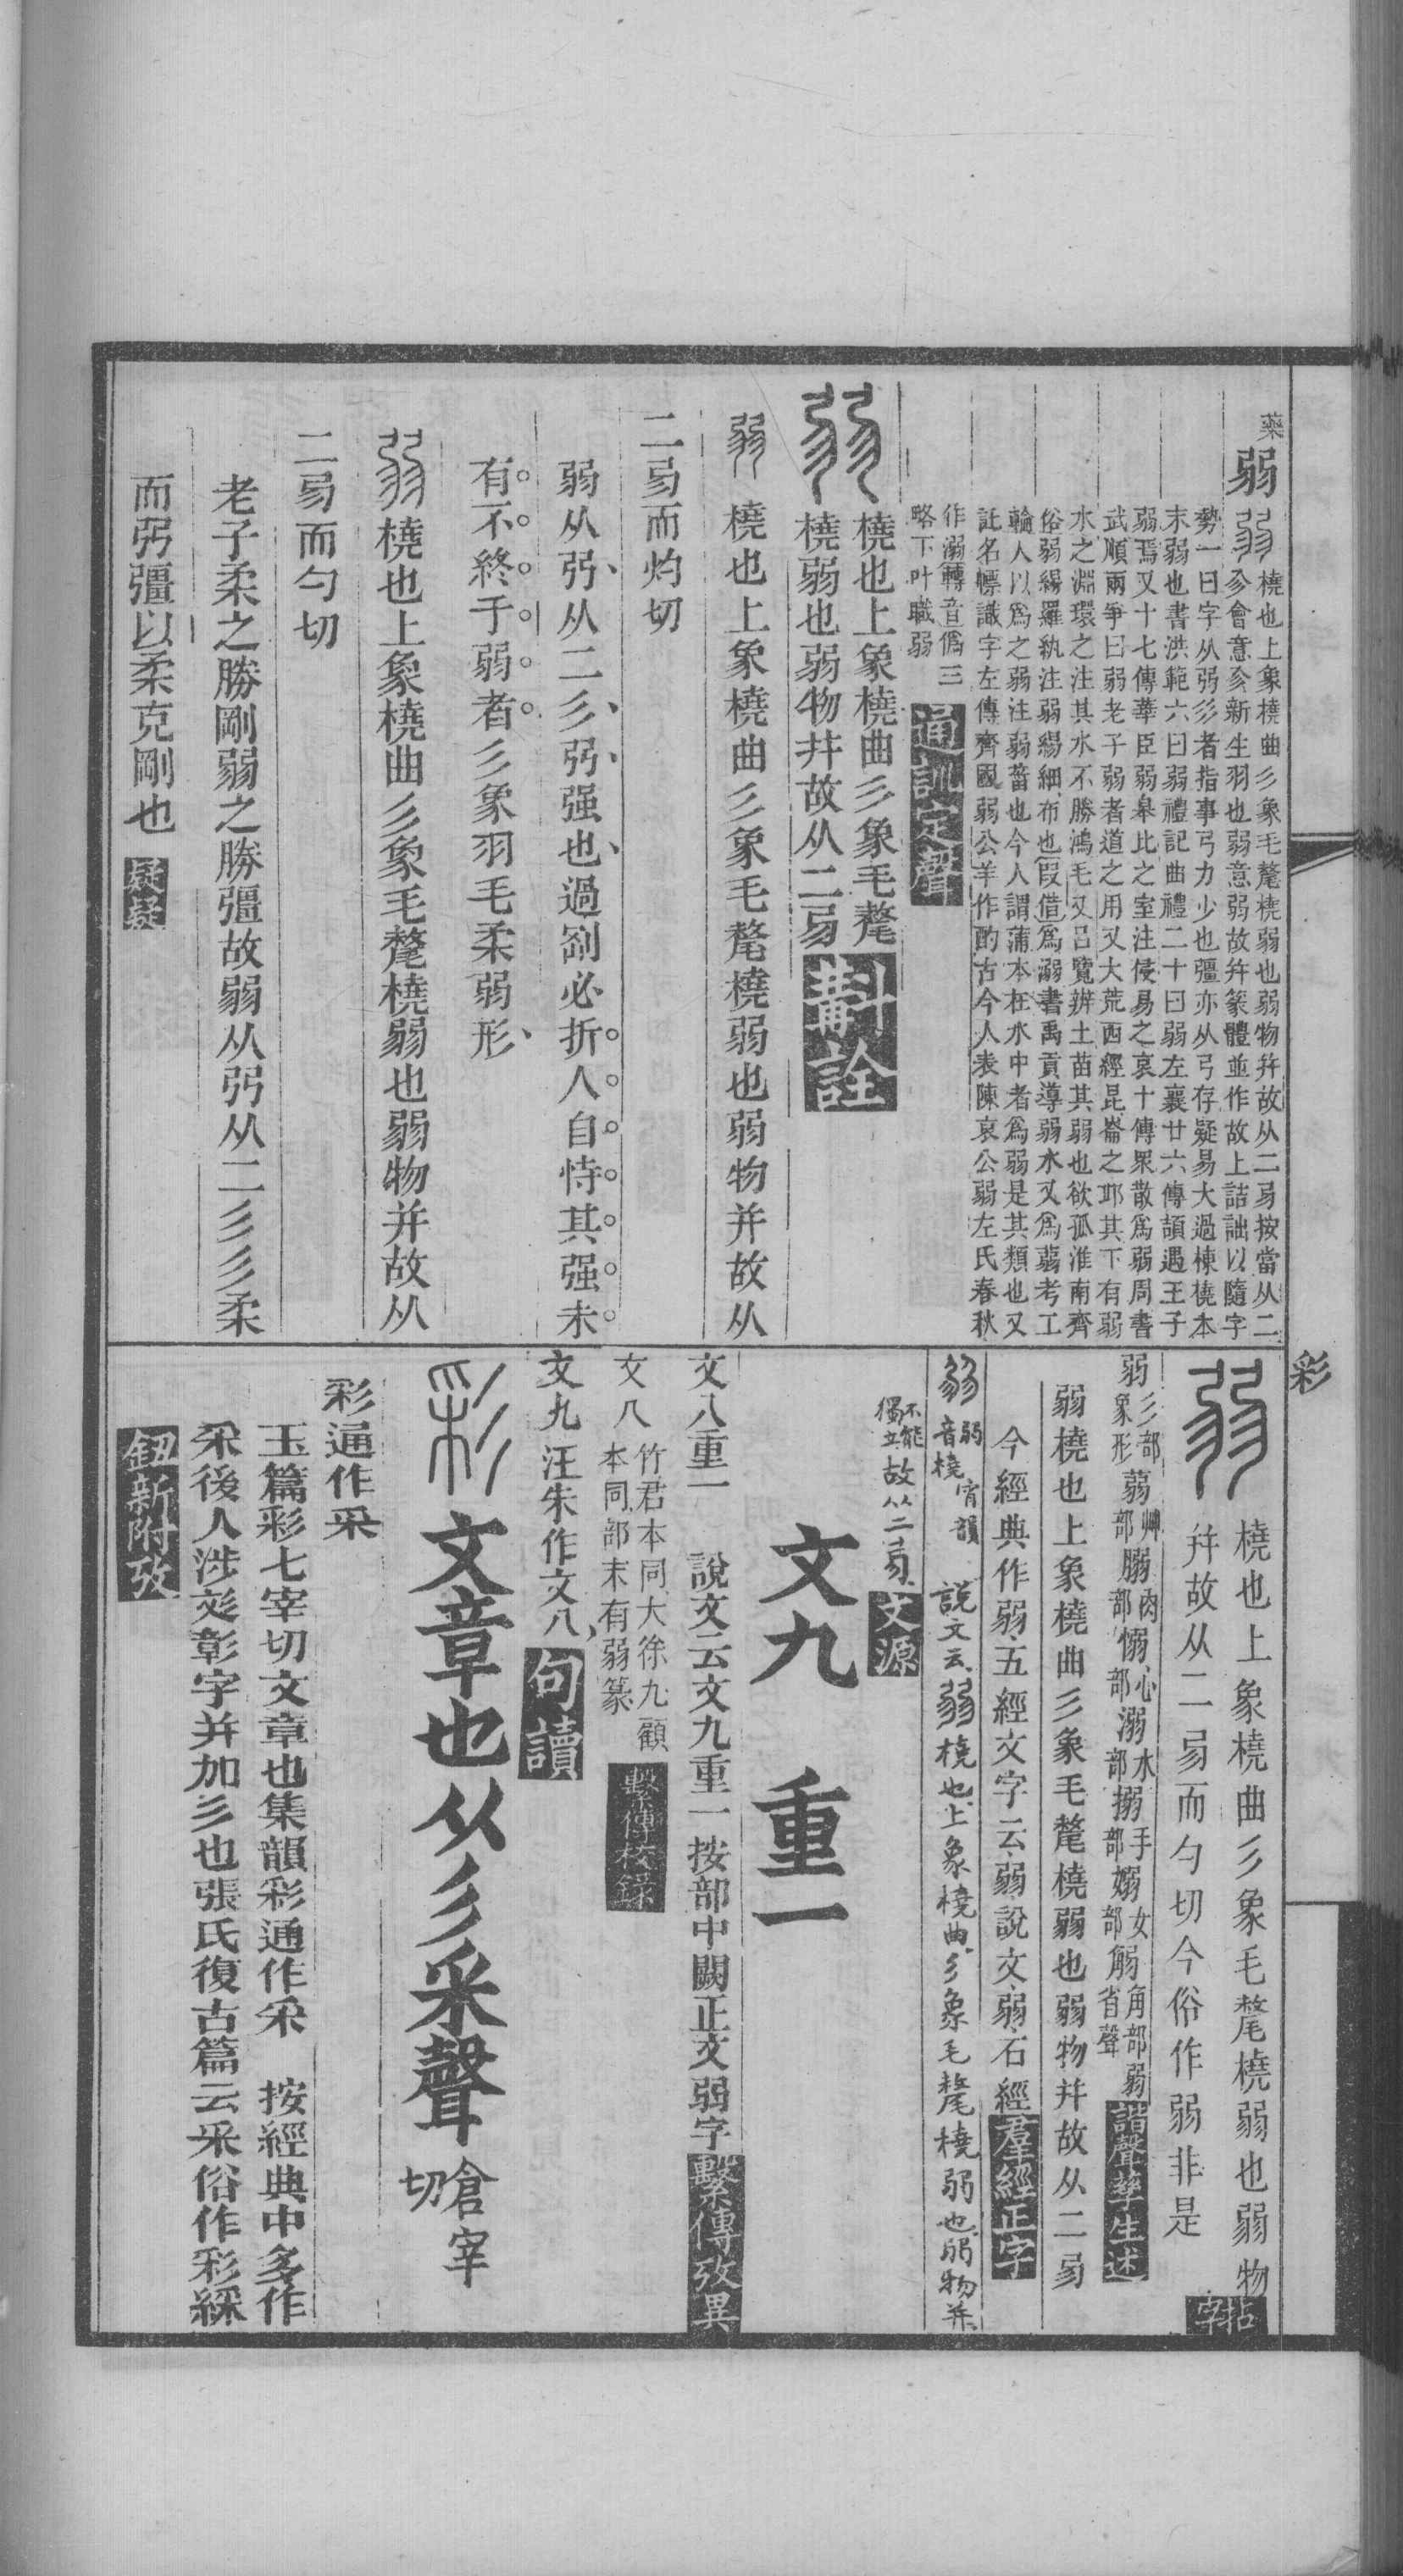 藥
弱
弱橈也上象橈曲彡象毛氂橈弱也弱物幷故从二㢱按當从二
㐱會意㐱新生羽也弱意弱故幷篆體並作故上詰詘以隨字
勢一曰字从弜彡者指事弓力少也彊亦从弓存疑易大過棟橈本
末弱也書洪範六曰弱禮記曲禮二十曰弱左襄廿六傳頡遇王子
弱焉又十七傳華臣弱皋比之室注侵易之哀十傳眾散爲弱周書
武順兩爭曰弱老子弱者道之用又大荒西經昆崙之邱其下有弱
水之淵環之注其水不勝鴻毛又呂覽辨土苗其弱也欲孤淮南齊
俗弱緆羅紈注弱緆細布也叚借爲溺書禹貢導弱水又爲蒻考工
輪人以爲之弱注弱菑也今人謂蒲本在水中者爲弱是其類也又
託名幖識字左傳齊國弱公羊作酌古今人表陳哀公弱左氏春秋
作溺轉音僞三
略下叶職弱
通訓定聲
弱
橈也上象橈曲彡象毛氂
橈弱也弱物幷故从二㢱
斠詮
弱 橈也上象橈曲彡象毛氂橈弱也弱物并故从
二㢱而灼切
弱从弜从二彡弜强也過剛必折人自恃其强未
有不終于弱者彡象羽毛柔弱形
弱橈也上象橈曲彡象毛氂橈弱也弱物并故从
二㢱而勺切
老子柔之勝剛弱之勝彊故弱从弜从二彡彡柔
而弜彊以柔克剛也
疑疑
彩
弱
橈也上象橈曲彡象毛氂橈弱也弱物
幷故从二㢱而勺切今俗作弱非是
拈字
弱彡部象形蒻艸部腸肉部愵心部溺水部搦手部嫋女部觸角部省聲弱
諧聲孳生述
弱橈也上象橈曲彡象毛氂橈弱也弱物幷故从二㢱
今經典作弱五經文字云弱說文弱石經
羣經正字
弱弱音橈宵韻 說文云弱橈也上象橈曲彡象毛氂橈弱也弱物并
不能獨立故从二㢱
文源
文九 重一
文八重一 說文云文九重一按部中闕正文弱字
繫傳攷異
文八竹君本同大徐九顧
本同部末有弱篆
繫傳校錄
文九 汪朱作文八
句讀
彩
文章也从彡采聲倉宰切
彩通作采
玉篇彩七宰切文章也集韻彩通作采 按經典中多作
采後人涉彣彰字并加彡也張氏復古篇云采俗作彩綵
鈕新附攷